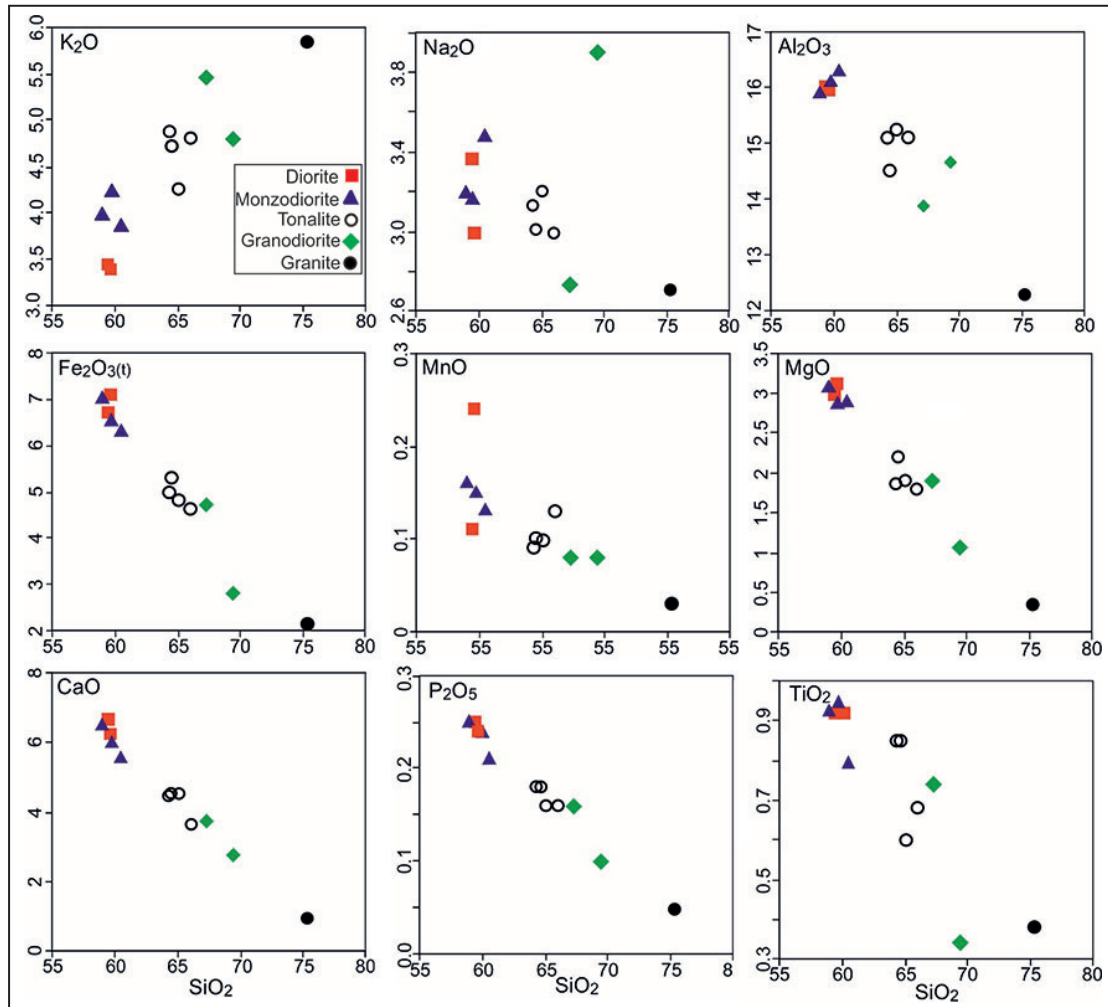 K2O
6.0
5.5
5.0
4.5
4.0
3.5
3.0
55 60 65 70 75 80
Diorite
Monzodiorite
Tonalite
Granodiorite
Granite
Na2O
3.8
3.4
3.0
2.6
55 60 65 70 75 80
Al2O3
17
16
15
14
13
12
55 60 65 70 75 80
Fe2O3(t)
8
7
6
5
4
3
2
55 60 65 70 75 80
MnO
0.3
0.2
0.1
0
55 55 55 55 55 55
MgO
3.5
3
2.5
2
1.5
1
0.5
0
55 60 65 70 75 80
CaO
8
6
4
2
0
55 60 65 70 75 80
SiO2
P2O5
0.3
0.2
0.1
0.0
55 60 65 70 75 8
SiO2
TiO2
0.9
0.7
0.5
0.3
55 60 65 70 75 80
SiO2